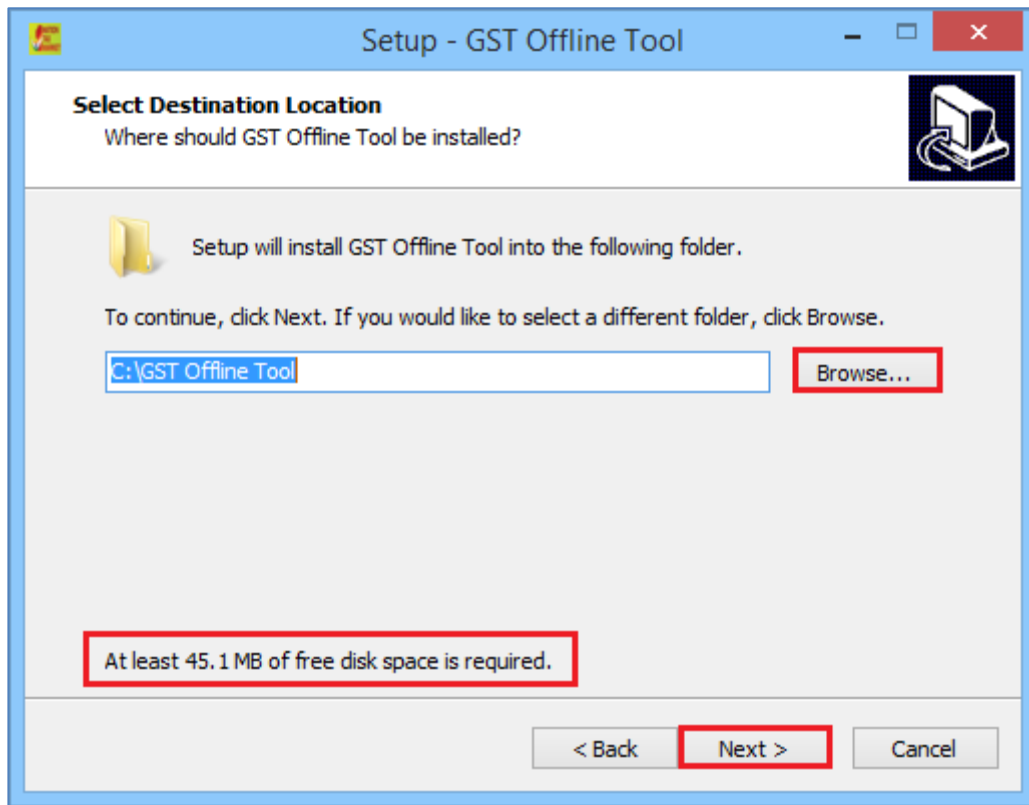 Setup - GST Offline Tool
Select Destination Location
Where should GST Offline Tool be installed?
Setup will install GST Offline Tool into the following folder.
To continue, click Next. If you would like to select a different folder, click Browse.
C:\GST Offline Tool
Browse...
At least 45.1 MB of free disk space is required.
< Back
Next >
Cancel